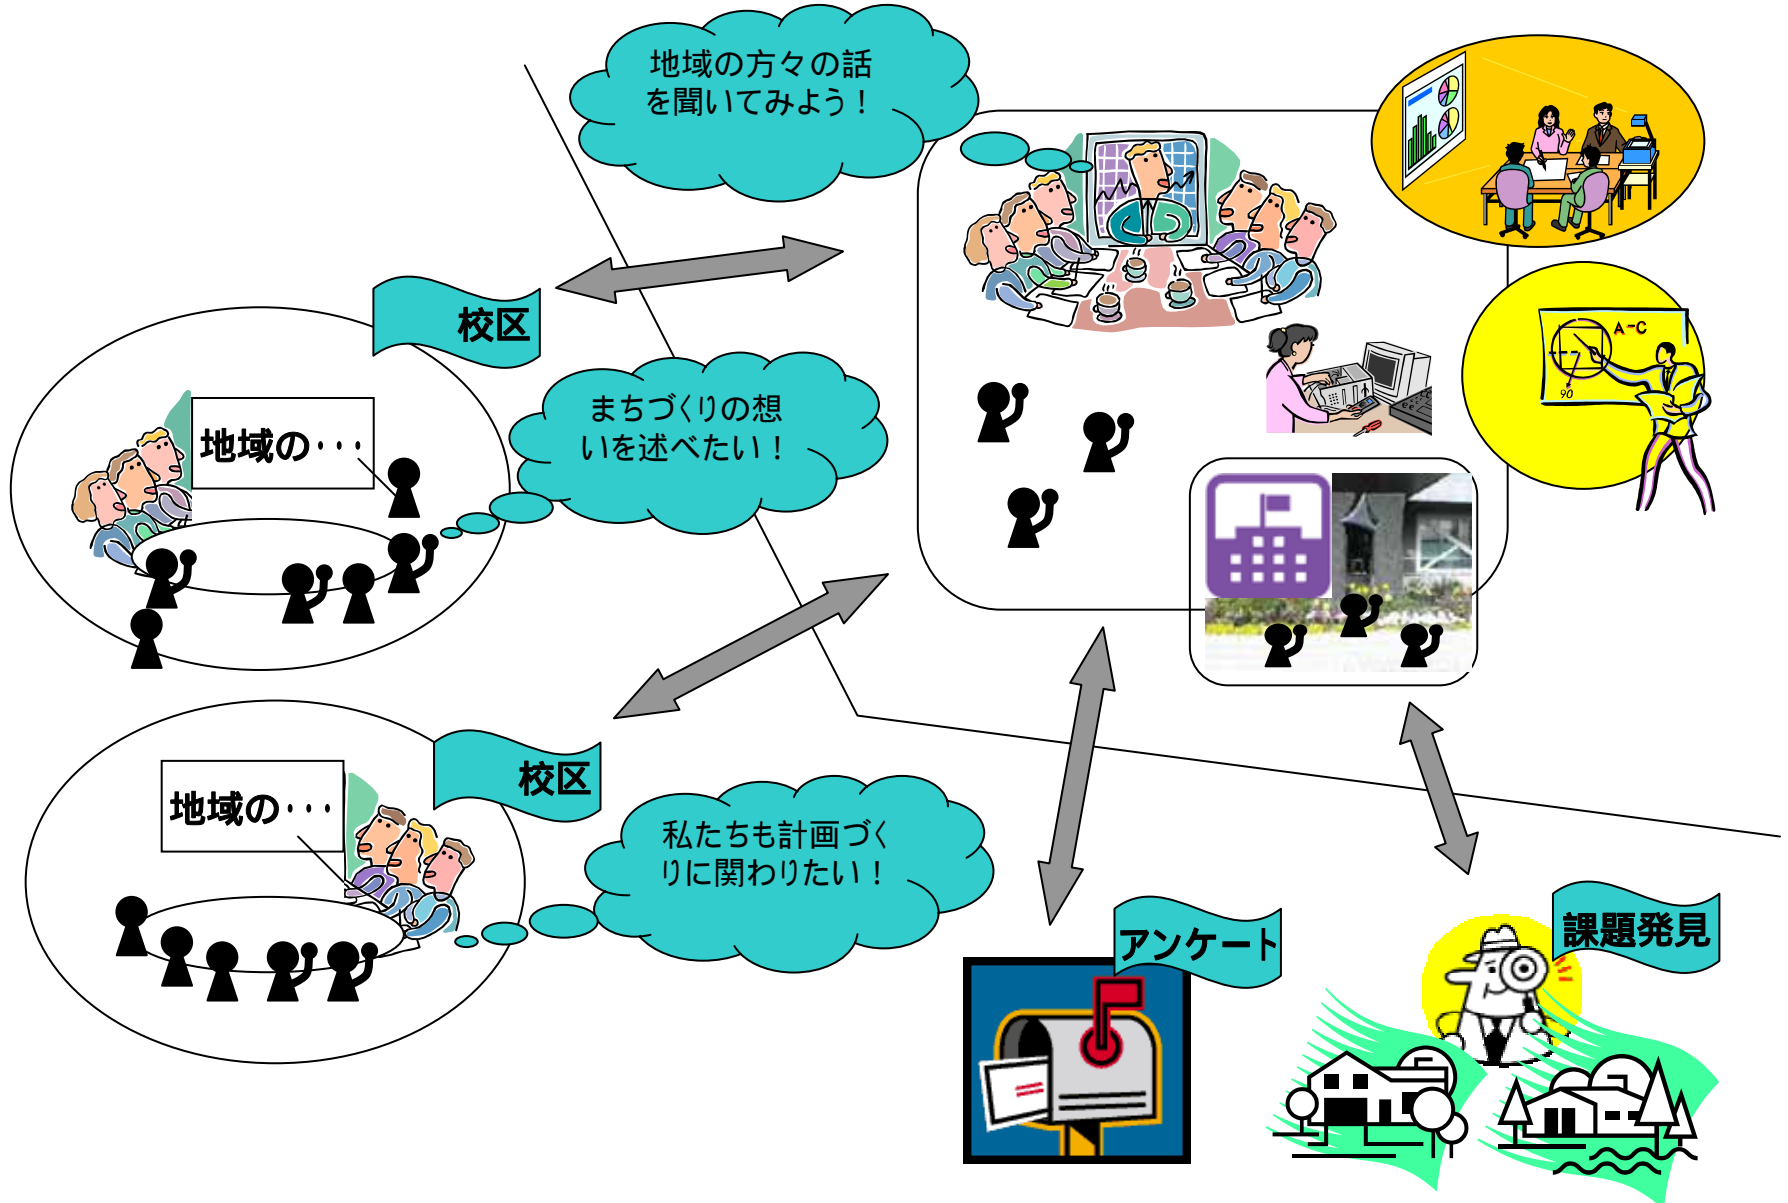 地域の方々の話
を聞いてみよう！
校区
まちづくりの想
いを述べたい！
地域の・・・
校区
地域の・・・
私たちも計画づく
りに関わりたい！
A-C
90
アンケート
課題発見